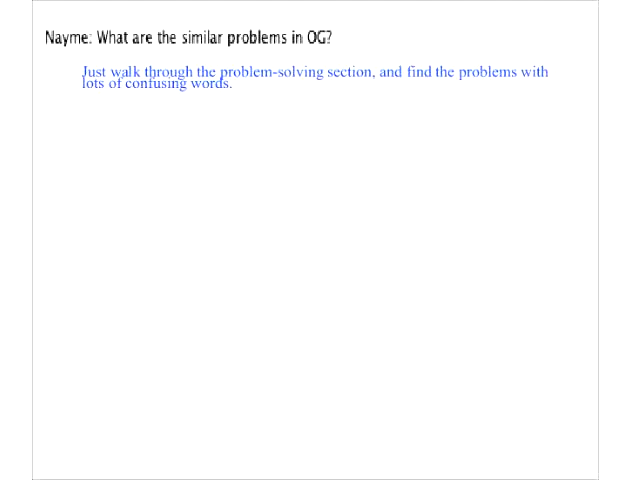 Nayme: What are the similar problems in OG?
Just walk through the problem-solving section, and find the problems with
lots of confusing words.